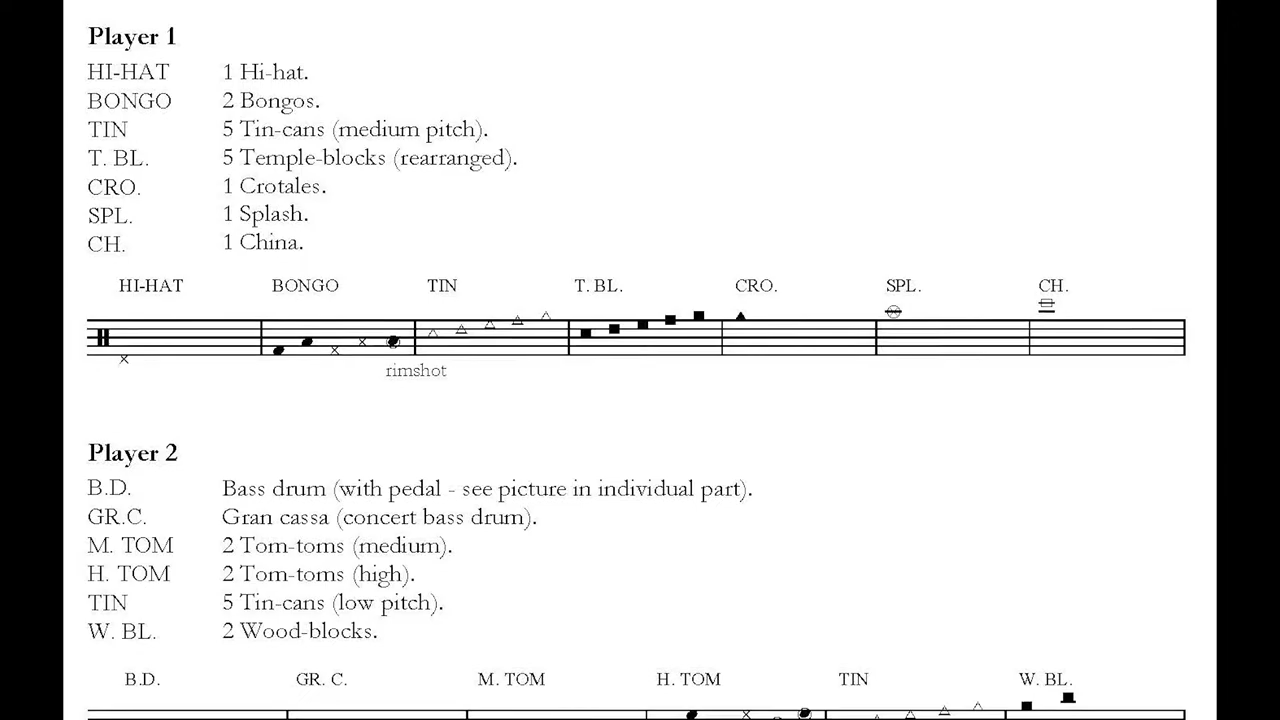 Player 1
HI-HAT 1 Hi-hat.
BONGO 2 Bongos.
TIN 5 Tin-cans (medium pitch).
T. BL. 5 Temple-blocks (rearranged).
CRO. 1 Crotales.
SPL. 1 Splash.
CH. 1 China.
HI-HAT BONGO TIN T. BL. CRO. SPL. CH.
rimshot
Player 2
B.D. Bass drum (with pedal - see picture in individual part).
GR.C. Gran cassa (concert bass drum).
M. TOM 2 Tom-toms (medium).
H. TOM 2 Tom-toms (high).
TIN 5 Tin-cans (low pitch).
W. BL. 2 Wood-blocks.
B.D. GR. C. M. TOM H. TOM TIN W. BL.